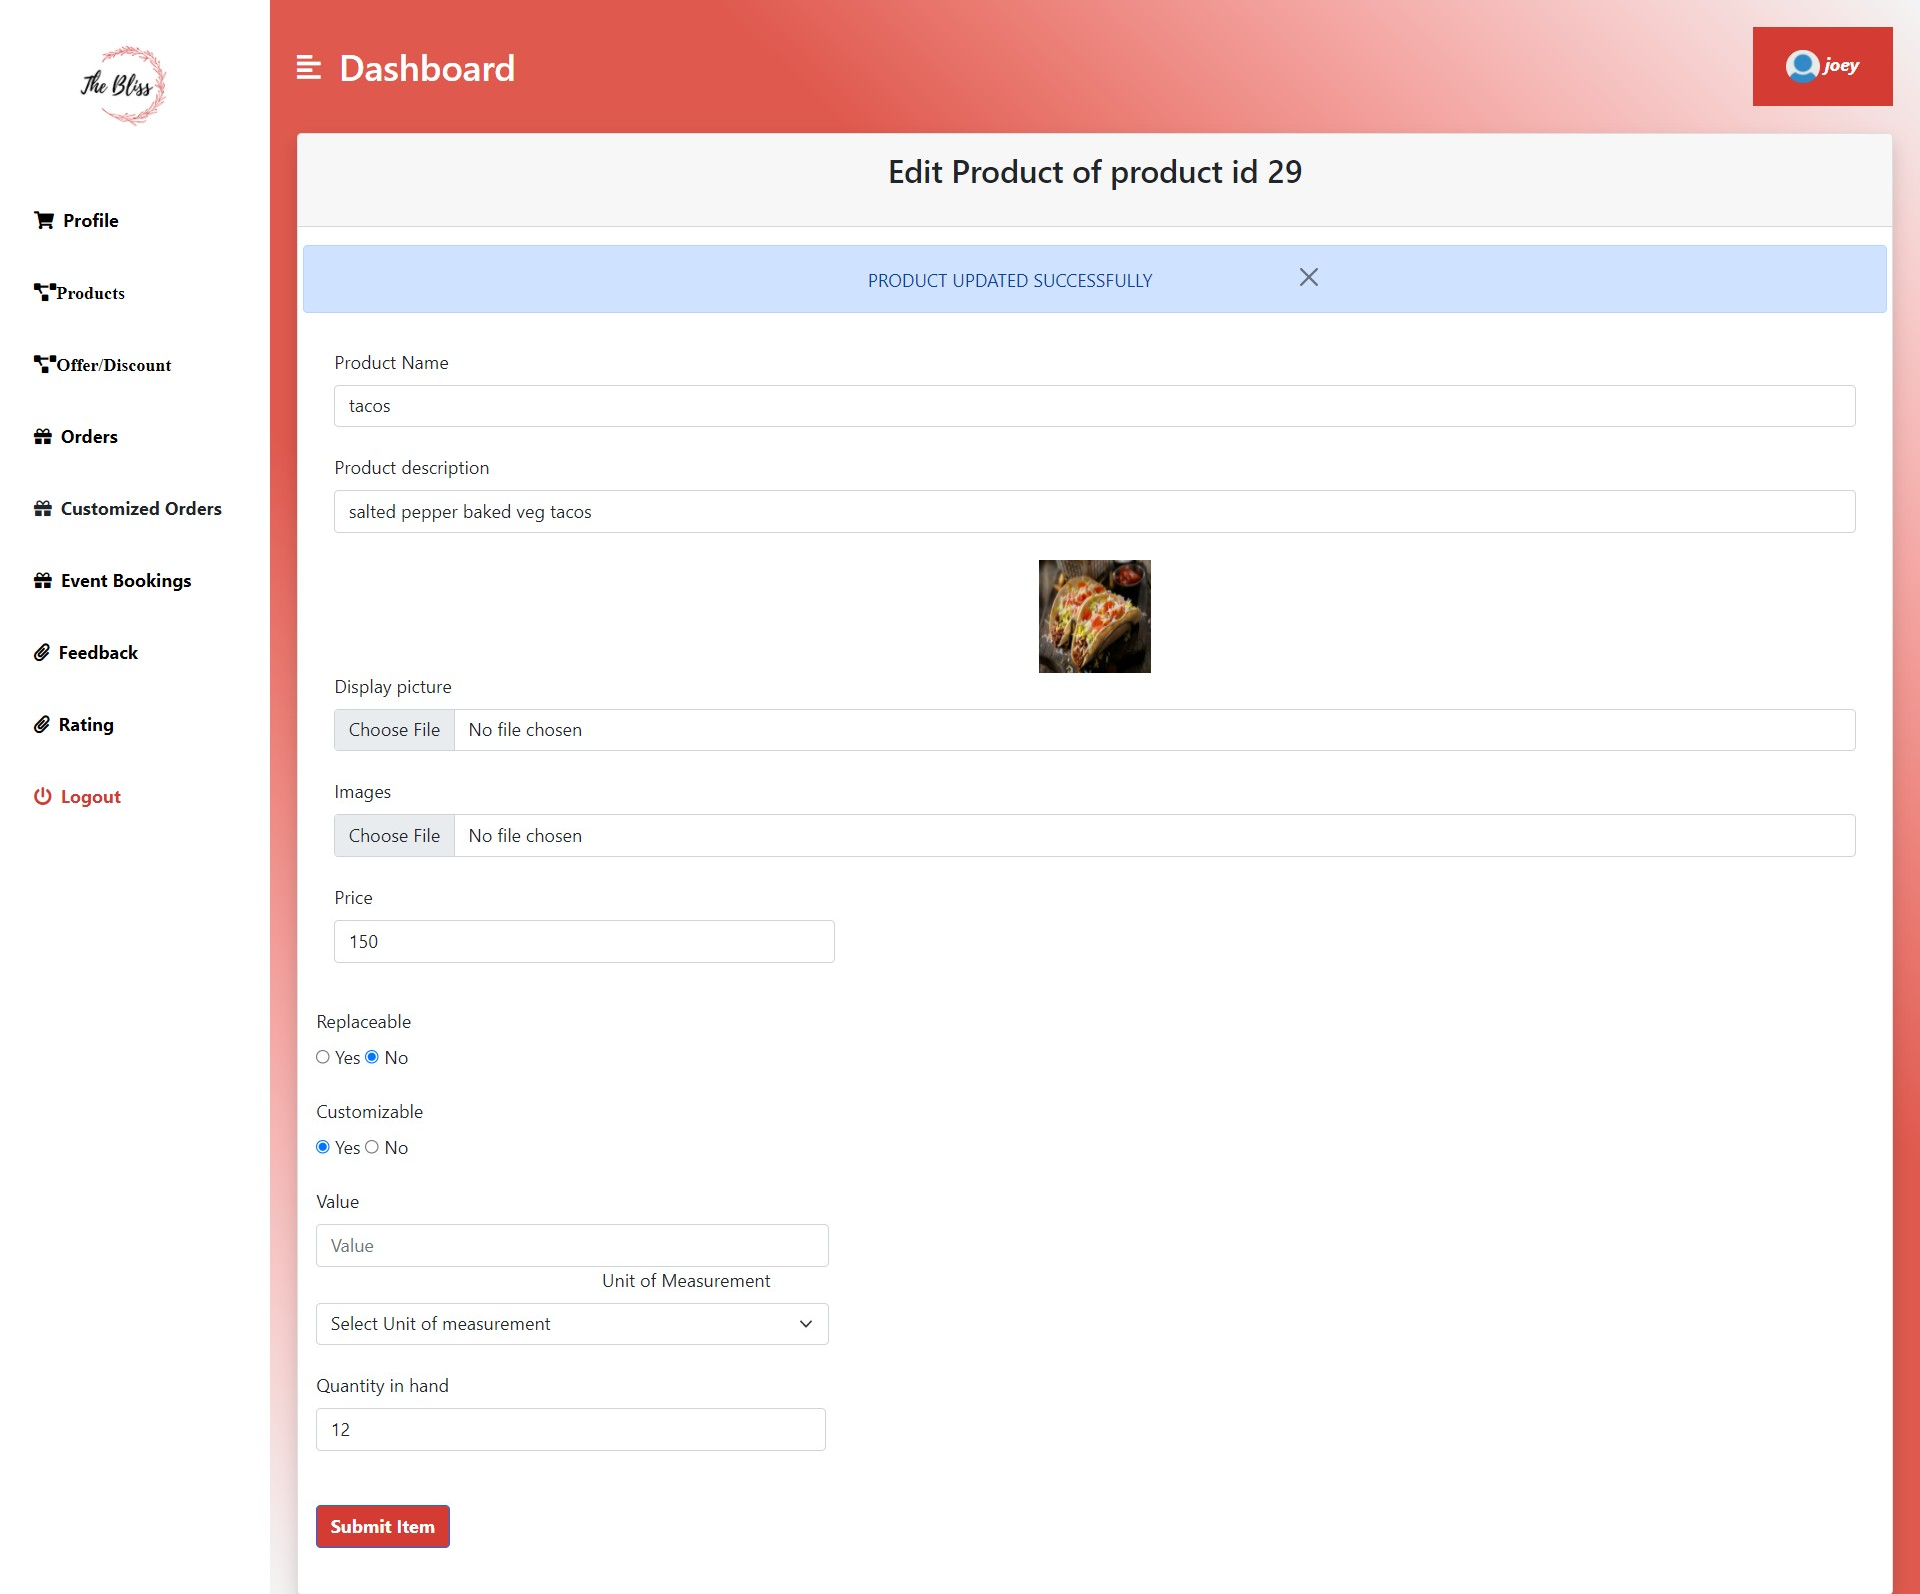 The Bliss
Dashboard
joey
Profile
Products
Offer/Discount
Orders
Customized Orders
Event Bookings
Feedback
Rating
Logout
Edit Product of product id 29
PRODUCT UPDATED SUCCESSFULLY
Product Name
tacos
Product description
salted pepper baked veg tacos
Display picture
Choose File No file chosen
Images
Choose File No file chosen
Price
150
Replaceable
Yes No
Customizable
Yes No
Value
Value
Unit of Measurement
Select Unit of measurement
Quantity in hand
12
Submit Item